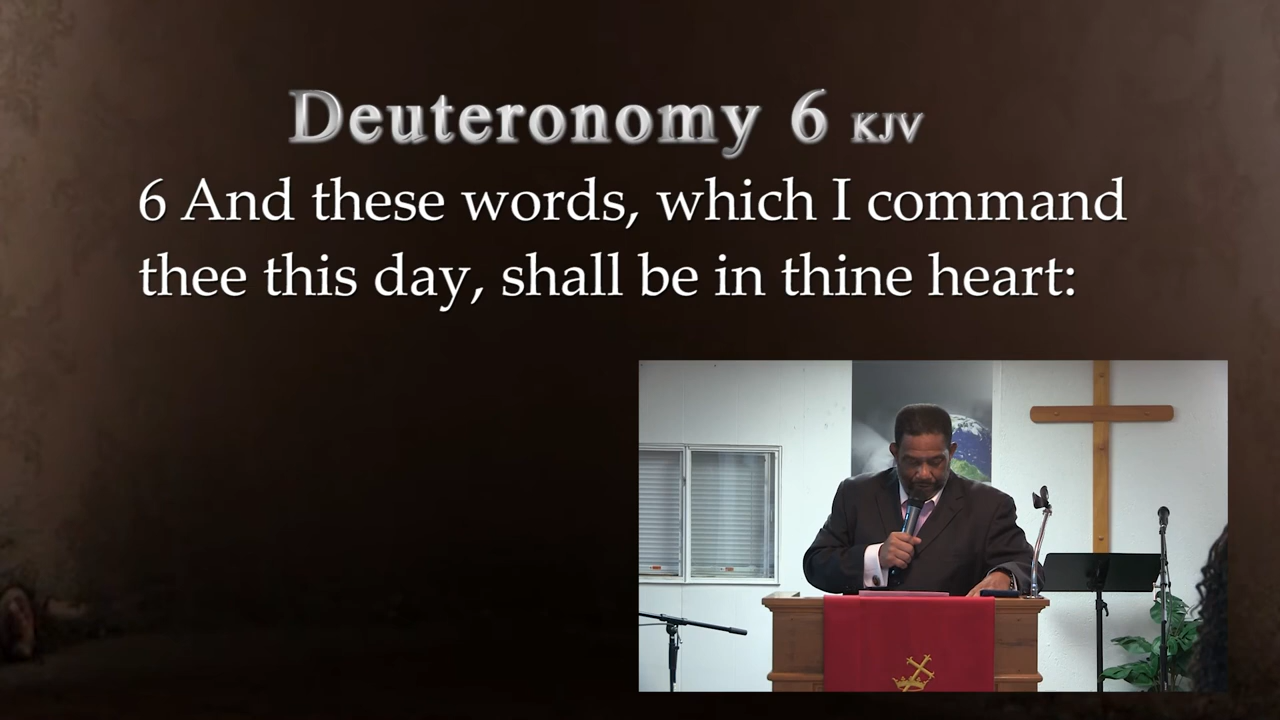 Deuteronomy 6 KJV
6 And these words, which I command
thee this day, shall be in thine heart: